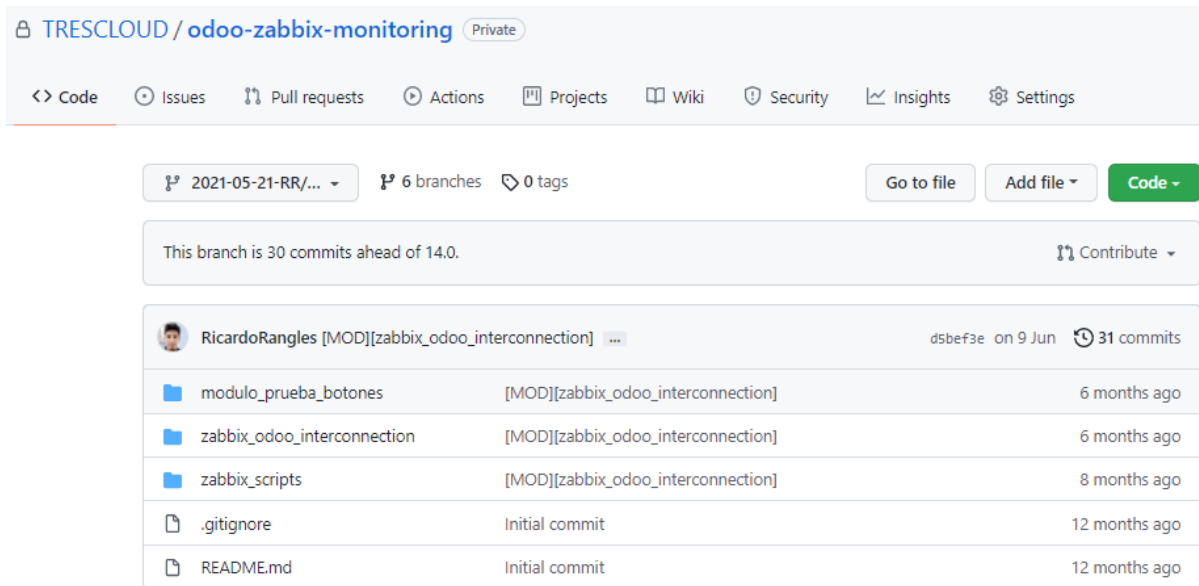 TRESCLOUD / odoo-zabbix-monitoring Private
Code Issues Pull requests Actions Projects Wiki Security Insights Settings
2021-05-21-RR/... 6 branches 0 tags Go to file Add file Code
This branch is 30 commits ahead of 14.0. Contribute
RicardoRangles [MOD][zabbix_odoo_interconnection] ... d5bef3e on 9 Jun 31 commits
modulo_prueba_botones [MOD][zabbix_odoo_interconnection] 6 months ago
zabbix_odoo_interconnection [MOD][zabbix_odoo_interconnection] 6 months ago
zabbix_scripts [MOD][zabbix_odoo_interconnection] 8 months ago
.gitignore Initial commit 12 months ago
README.md Initial commit 12 months ago